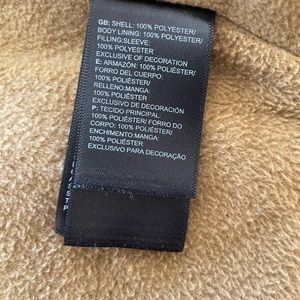 GB: SHELL: 100% POLYESTER/
BODY LINING: 100% POLYESTER/
FILLING:SLEEVE:
100% POLYESTER
EXCLUSIVE OF DECORATION
E: ARMAZÓN: 100% POLIÉSTER/
FORRO DEL CUERPO:
100% POLIÉSTER/
RELLENO:MANGA:
100% POLIÉSTER
EXCLUSIVO DE DECORACIÓN
P: TECIDO PRINCIPAL:
100% POLIÉSTER/ FORRO DO
CORPO: 100% POLIÉSTER/
ENCHIMENTO:MANGA:
100% POLIÉSTER
EXCLUSIVO PARA DECORAÇÃO